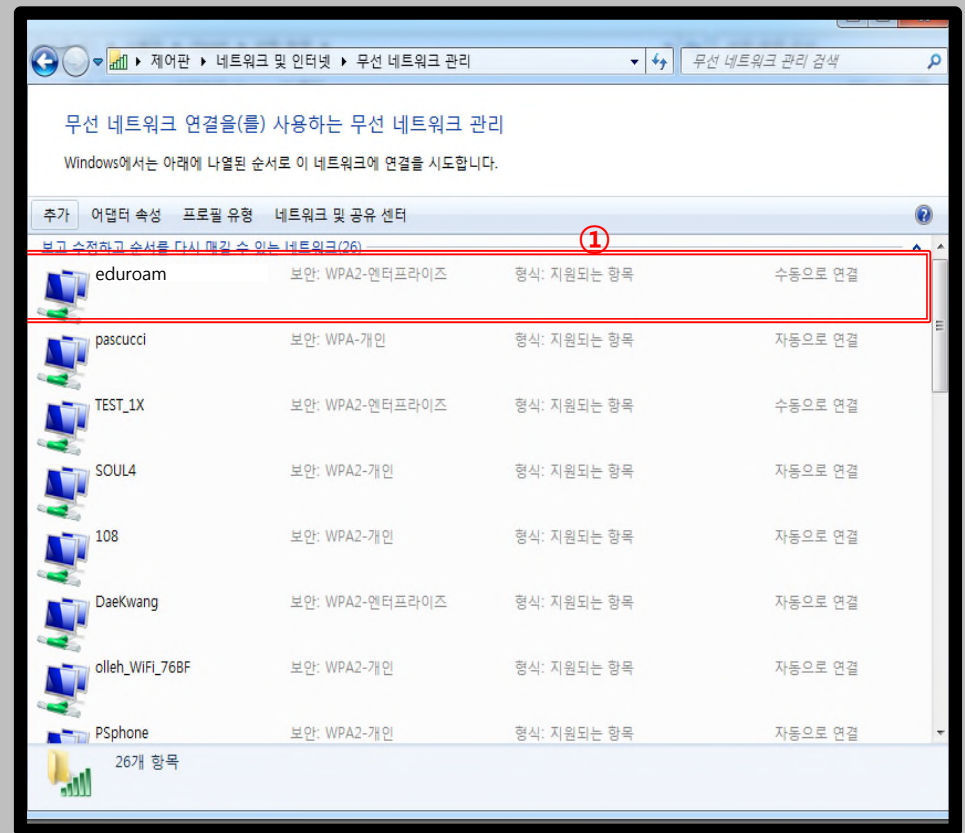 제어판 ▸ 네트워크 및 인터넷 ▸ 무선 네트워크 관리 무선 네트워크 관리 검색
무선 네트워크 연결을(를) 사용하는 무선 네트워크 관리
Windows에서는 아래에 나열된 순서로 이 네트워크에 연결을 시도합니다.
추가 어댑터 속성 프로필 유형 네트워크 및 공유 센터
보고 수정하고 순서를 다시 매길 수 있는 네트워크(26)
①
eduroam 보안: WPA2-엔터프라이즈 형식: 지원되는 항목 수동으로 연결
pascucci 보안: WPA-개인 형식: 지원되는 항목 자동으로 연결
TEST_1X 보안: WPA2-엔터프라이즈 형식: 지원되는 항목 수동으로 연결
SOUL4 보안: WPA2-개인 형식: 지원되는 항목 자동으로 연결
108 보안: WPA2-개인 형식: 지원되는 항목 자동으로 연결
DaeKwang 보안: WPA2-엔터프라이즈 형식: 지원되는 항목 자동으로 연결
olleh_WiFi_76BF 보안: WPA2-개인 형식: 지원되는 항목 자동으로 연결
PSphone 보안: WPA2-개인 형식: 지원되는 항목 자동으로 연결
26개 항목